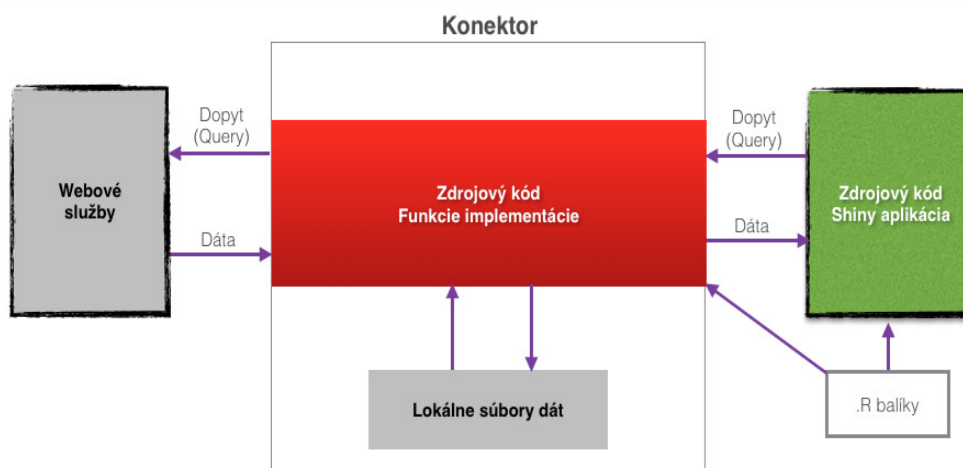 Konektor
Dopyt
(Query)
Dopyt
(Query)
Webové
služby
Zdrojový kód
Funkcie implementácie
Zdrojový kód
Shiny aplikácia
Dáta
Dáta
Lokálne súbory dát
.R balíky